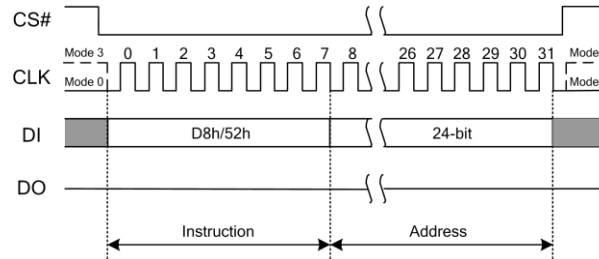 CS#
Mode 3 0 1 2 3 4 5 6 7 8 26 27 28 29 30 31 Mode
CLK
Mode 0 Mode
DI D8h/52h 24-bit
DO
Instruction Address